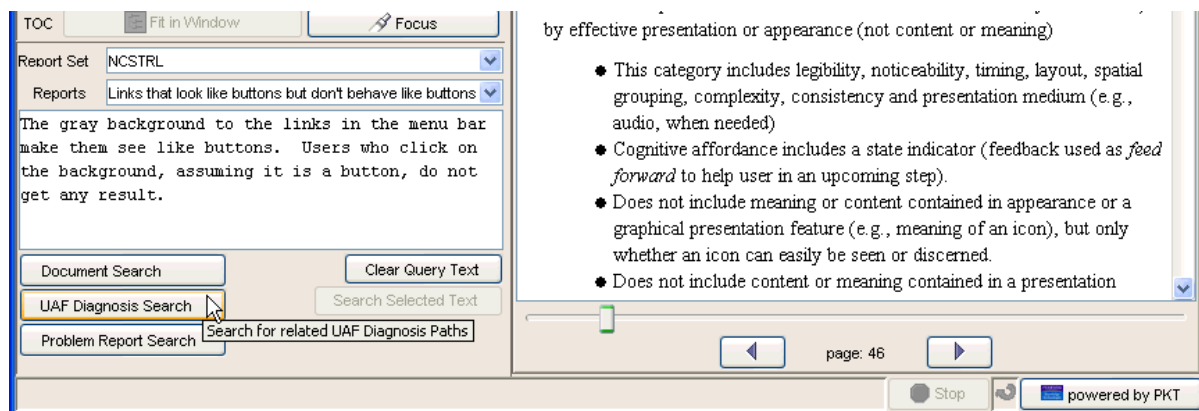 TOC
Fit in Window
Focus
Report Set
NCSTRL
Reports
Links that look like buttons but don't behave like buttons
The gray background to the links in the menu bar
make them see like buttons. Users who click on
the background, assuming it is a button, do not
get any result.
Document Search
Clear Query Text
UAF Diagnosis Search
Search Selected Text
Search for related UAF Diagnosis Paths
Problem Report Search
by effective presentation or appearance (not content or meaning)
● This category includes legibility, noticeability, timing, layout, spatial
grouping, complexity, consistency and presentation medium (e.g.,
audio, when needed)
● Cognitive affordance includes a state indicator (feedback used as feed
forward to help user in an upcoming step).
● Does not include meaning or content contained in appearance or a
graphical presentation feature (e.g., meaning of an icon), but only
whether an icon can easily be seen or discerned.
● Does not include content or meaning contained in a presentation
page: 46
Stop
powered by PKT